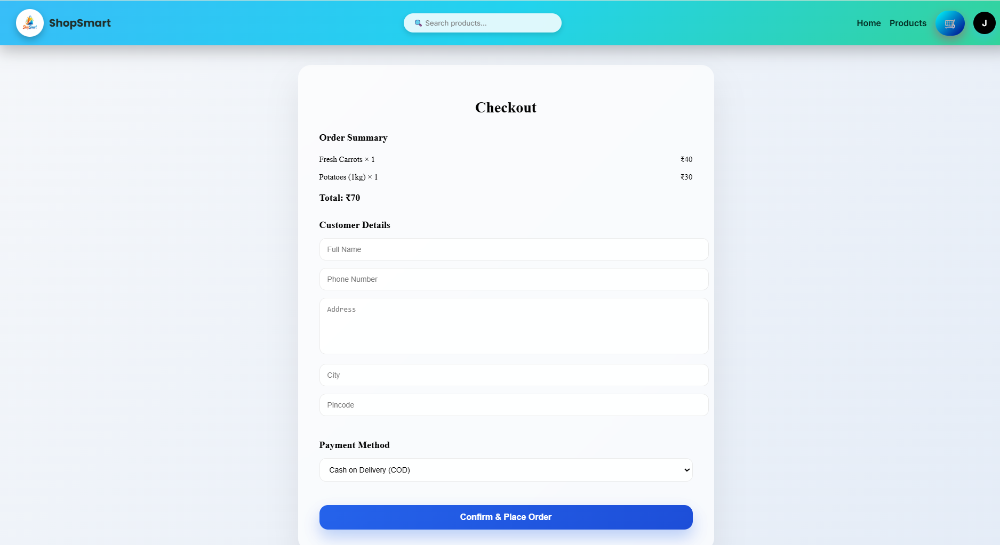 ShopSmart
ShopSmart
Search products...
Home
Products
J
Checkout
Order Summary
Fresh Carrots × 1 ₹40
Potatoes (1kg) × 1 ₹30
Total: ₹70
Customer Details
Full Name
Phone Number
Address
City
Pincode
Payment Method
Cash on Delivery (COD)
Confirm & Place Order